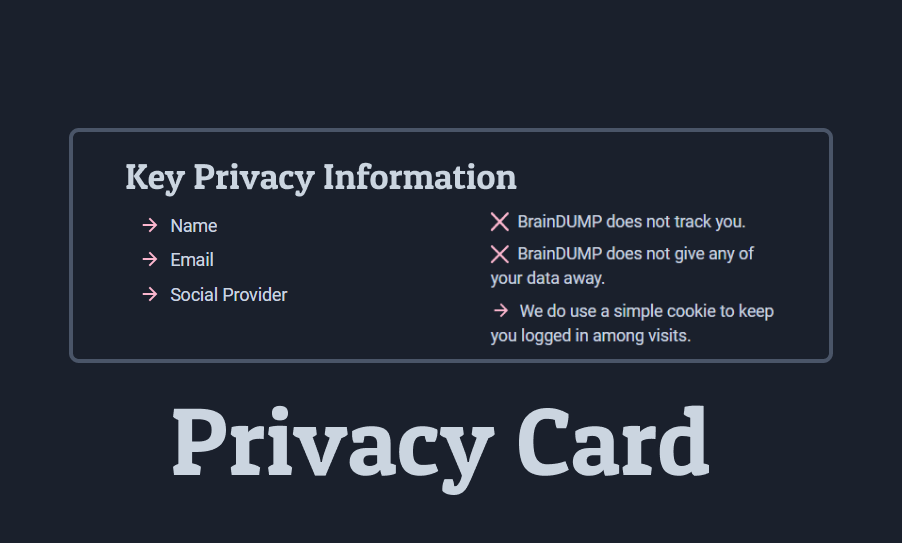 Key Privacy Information
Name
Email
Social Provider
BrainDUMP does not track you.
BrainDUMP does not give any of
your data away.
We do use a simple cookie to keep
you logged in among visits.
Privacy Card